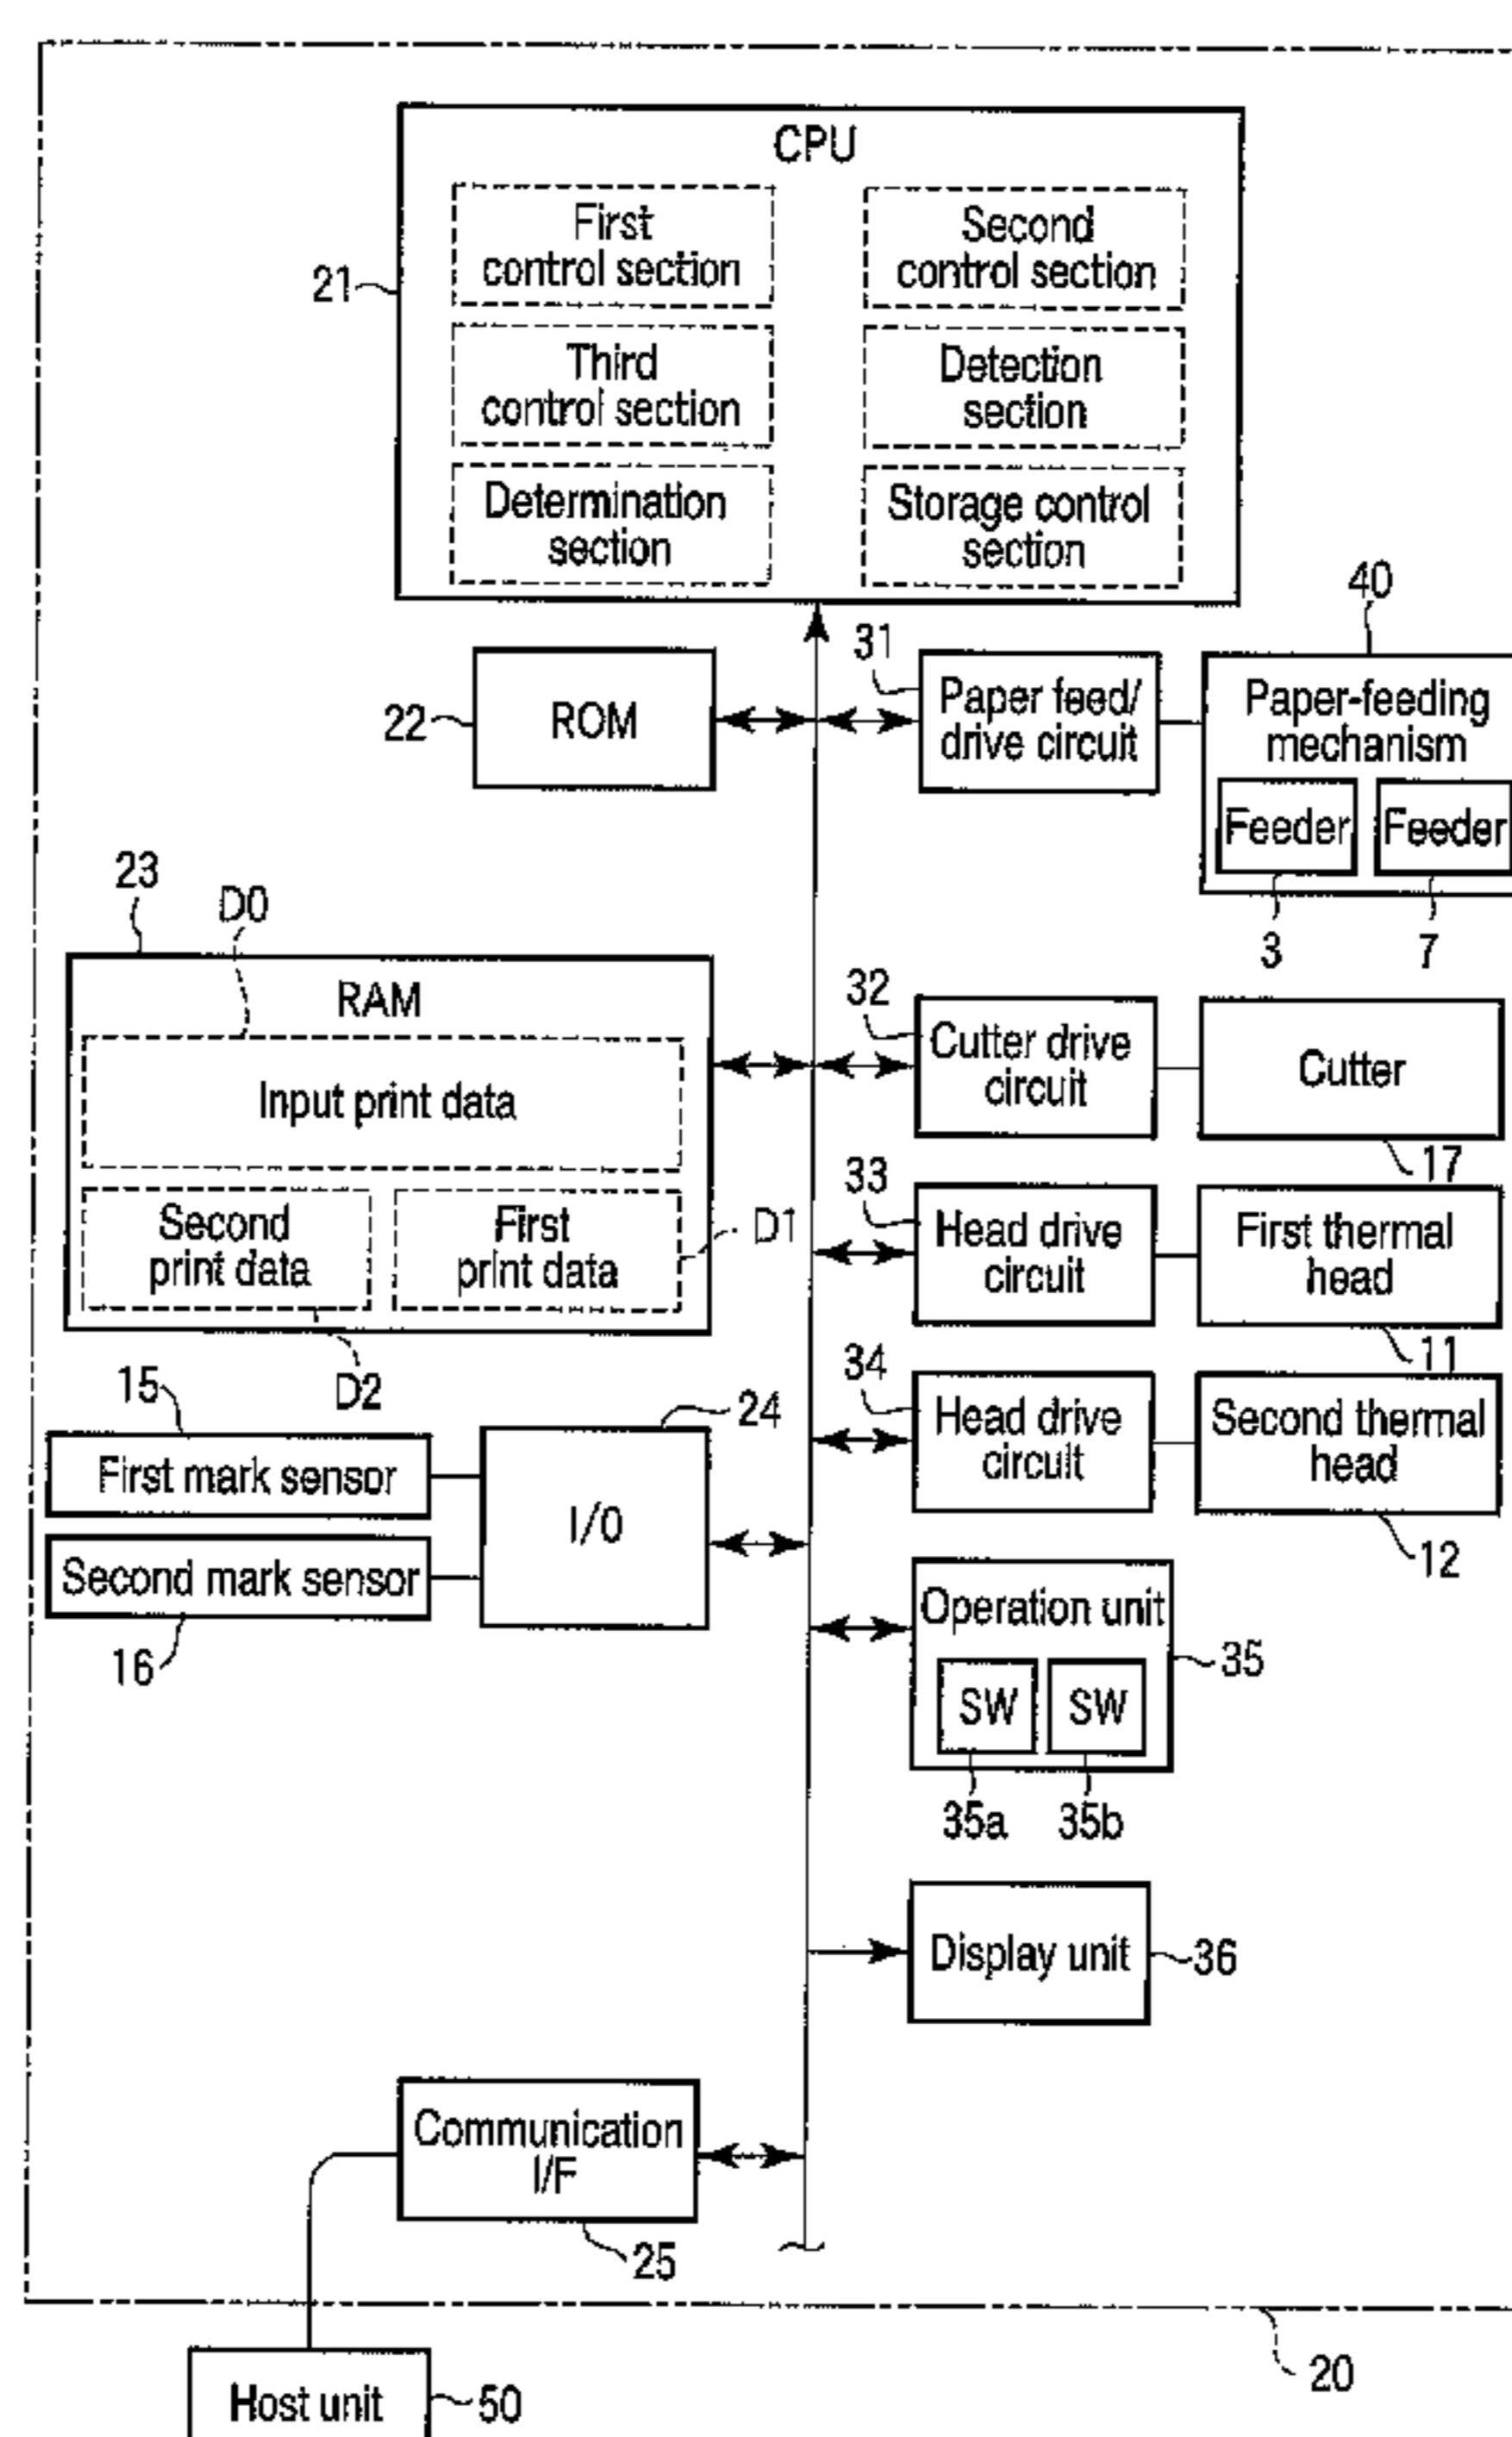 CPU
First
control section
Second
control section
21
Third
control section
Detection
section
Determination
section
Storage control
section
40
31
22
ROM
Paper feed/
drive circuit
Paper-feeding
mechanism
Feeder
Feeder
3
7
23
D0
RAM
Input print data
Second
print data
First
print data
D1
D2
32
Cutter drive
circuit
Cutter
17
33
Head drive
circuit
First thermal
head
11
34
Head drive
circuit
Second thermal
head
12
15
24
First mark sensor
I/O
Second mark sensor
16
Operation unit
35
SW
SW
35a
35b
Display unit
36
Communication
I/F
25
20
Host unit
50